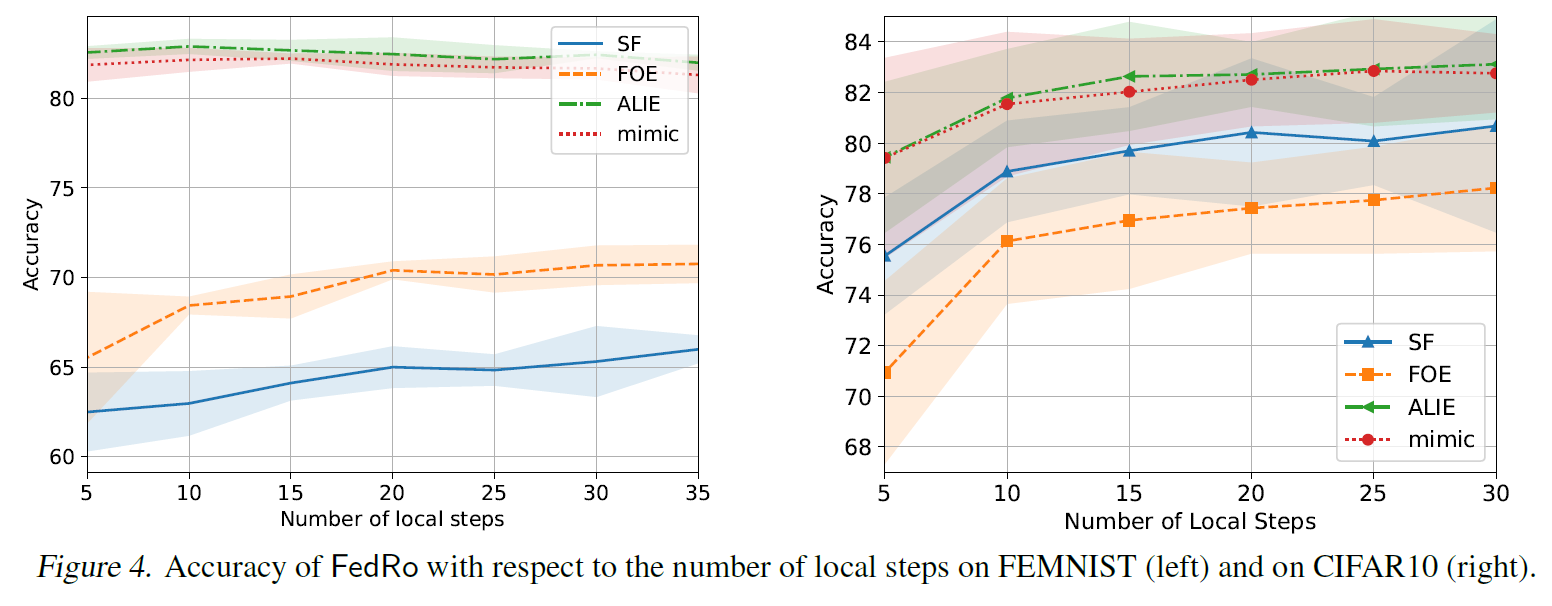 80
75
70
65
60
Accuracy
5 10 15 20 25 30 35
Number of local steps
SF
FOE
ALIE
mimic
84
82
80
78
76
74
72
70
68
Accuracy
5 10 15 20 25 30
Number of Local Steps
SF
FOE
ALIE
mimic
Figure 4. Accuracy of FedRo with respect to the number of local steps on FEMNIST (left) and on CIFAR10 (right).